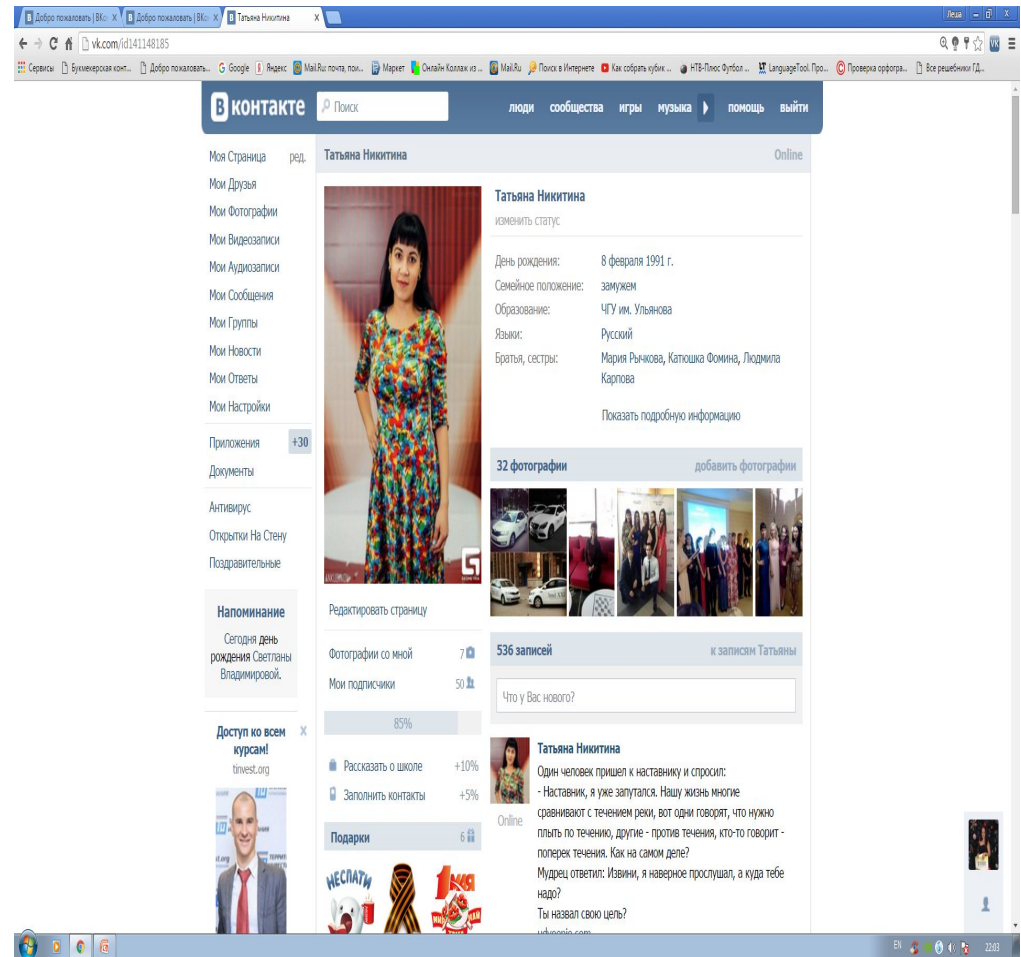 Добро пожаловать | ВКо
Добро пожаловать | ВКо
Татьяна Никитина
Леша
vk.com/id141148185
Сервисы
Букмекерская конт...
Добро пожаловать...
Google
Яндекс
Mail.Ru: почта, пои...
Маркет
Онлайн Коллаж из ...
Mail.Ru
Поиск в Интернете
Как собрать кубик ...
НТВ-Плюс Футбол ...
LanguageTool. Про...
Проверка орфогра...
Все решебники ГД...
В контакте
Поиск
люди сообщества игры музыка помощь выйти
Моя Страница ред.
Мои Друзья
Мои Фотографии
Мои Видеозаписи
Мои Аудиозаписи
Мои Сообщения
Мои Группы
Мои Новости
Мои Ответы
Мои Настройки
Приложения +30
Документы
Антивирус
Открытки На Стену
Поздравительные
Напоминание
Сегодня день
рождения Светланы
Владимировой.
Доступ ко всем
курсам!
tinvest.org
Татьяна Никитина Online
Редактировать страницу
Фотографии со мной 7
Мои подписчики 50
85%
Рассказать о школе +10%
Заполнить контакты +5%
Подарки 6
НЕСПАТИ
1 МАЯ
Татьяна Никитина
изменить статус
День рождения: 8 февраля 1991 г.
Семейное положение: замужем
Образование: ЧГУ им. Ульянова
Языки: Русский
Братья, сестры: Мария Рычкова, Катюшка Фомина, Людмила
Карпова
Показать подробную информацию
32 фотографии добавить фотографии
536 записей к записям Татьяны
Что у Вас нового?
Татьяна Никитина
Один человек пришел к наставнику и спросил:
- Наставник, я уже запутался. Нашу жизнь многие
сравнивают с течением реки, вот одни говорят, что нужно
плыть по течению, другие - против течения, кто-то говорит -
поперек течения. Как на самом деле?
Мудрец ответил: Извини, я наверное прослушал, а куда тебе
надо?
Ты назвал свою цель?
Online
EN
22:03